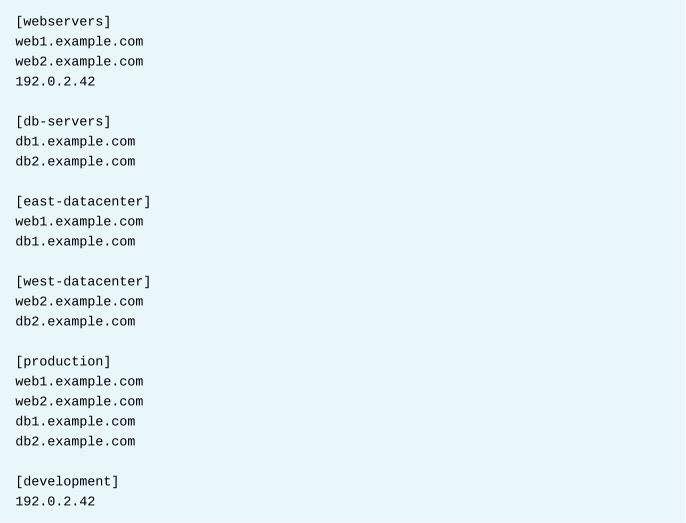 [webservers]
web1.example.com
web2.example.com
192.0.2.42

[db-servers]
db1.example.com
db2.example.com

[east-datacenter]
web1.example.com
db1.example.com

[west-datacenter]
web2.example.com
db2.example.com

[production]
web1.example.com
web2.example.com
db1.example.com
db2.example.com

[development]
192.0.2.42